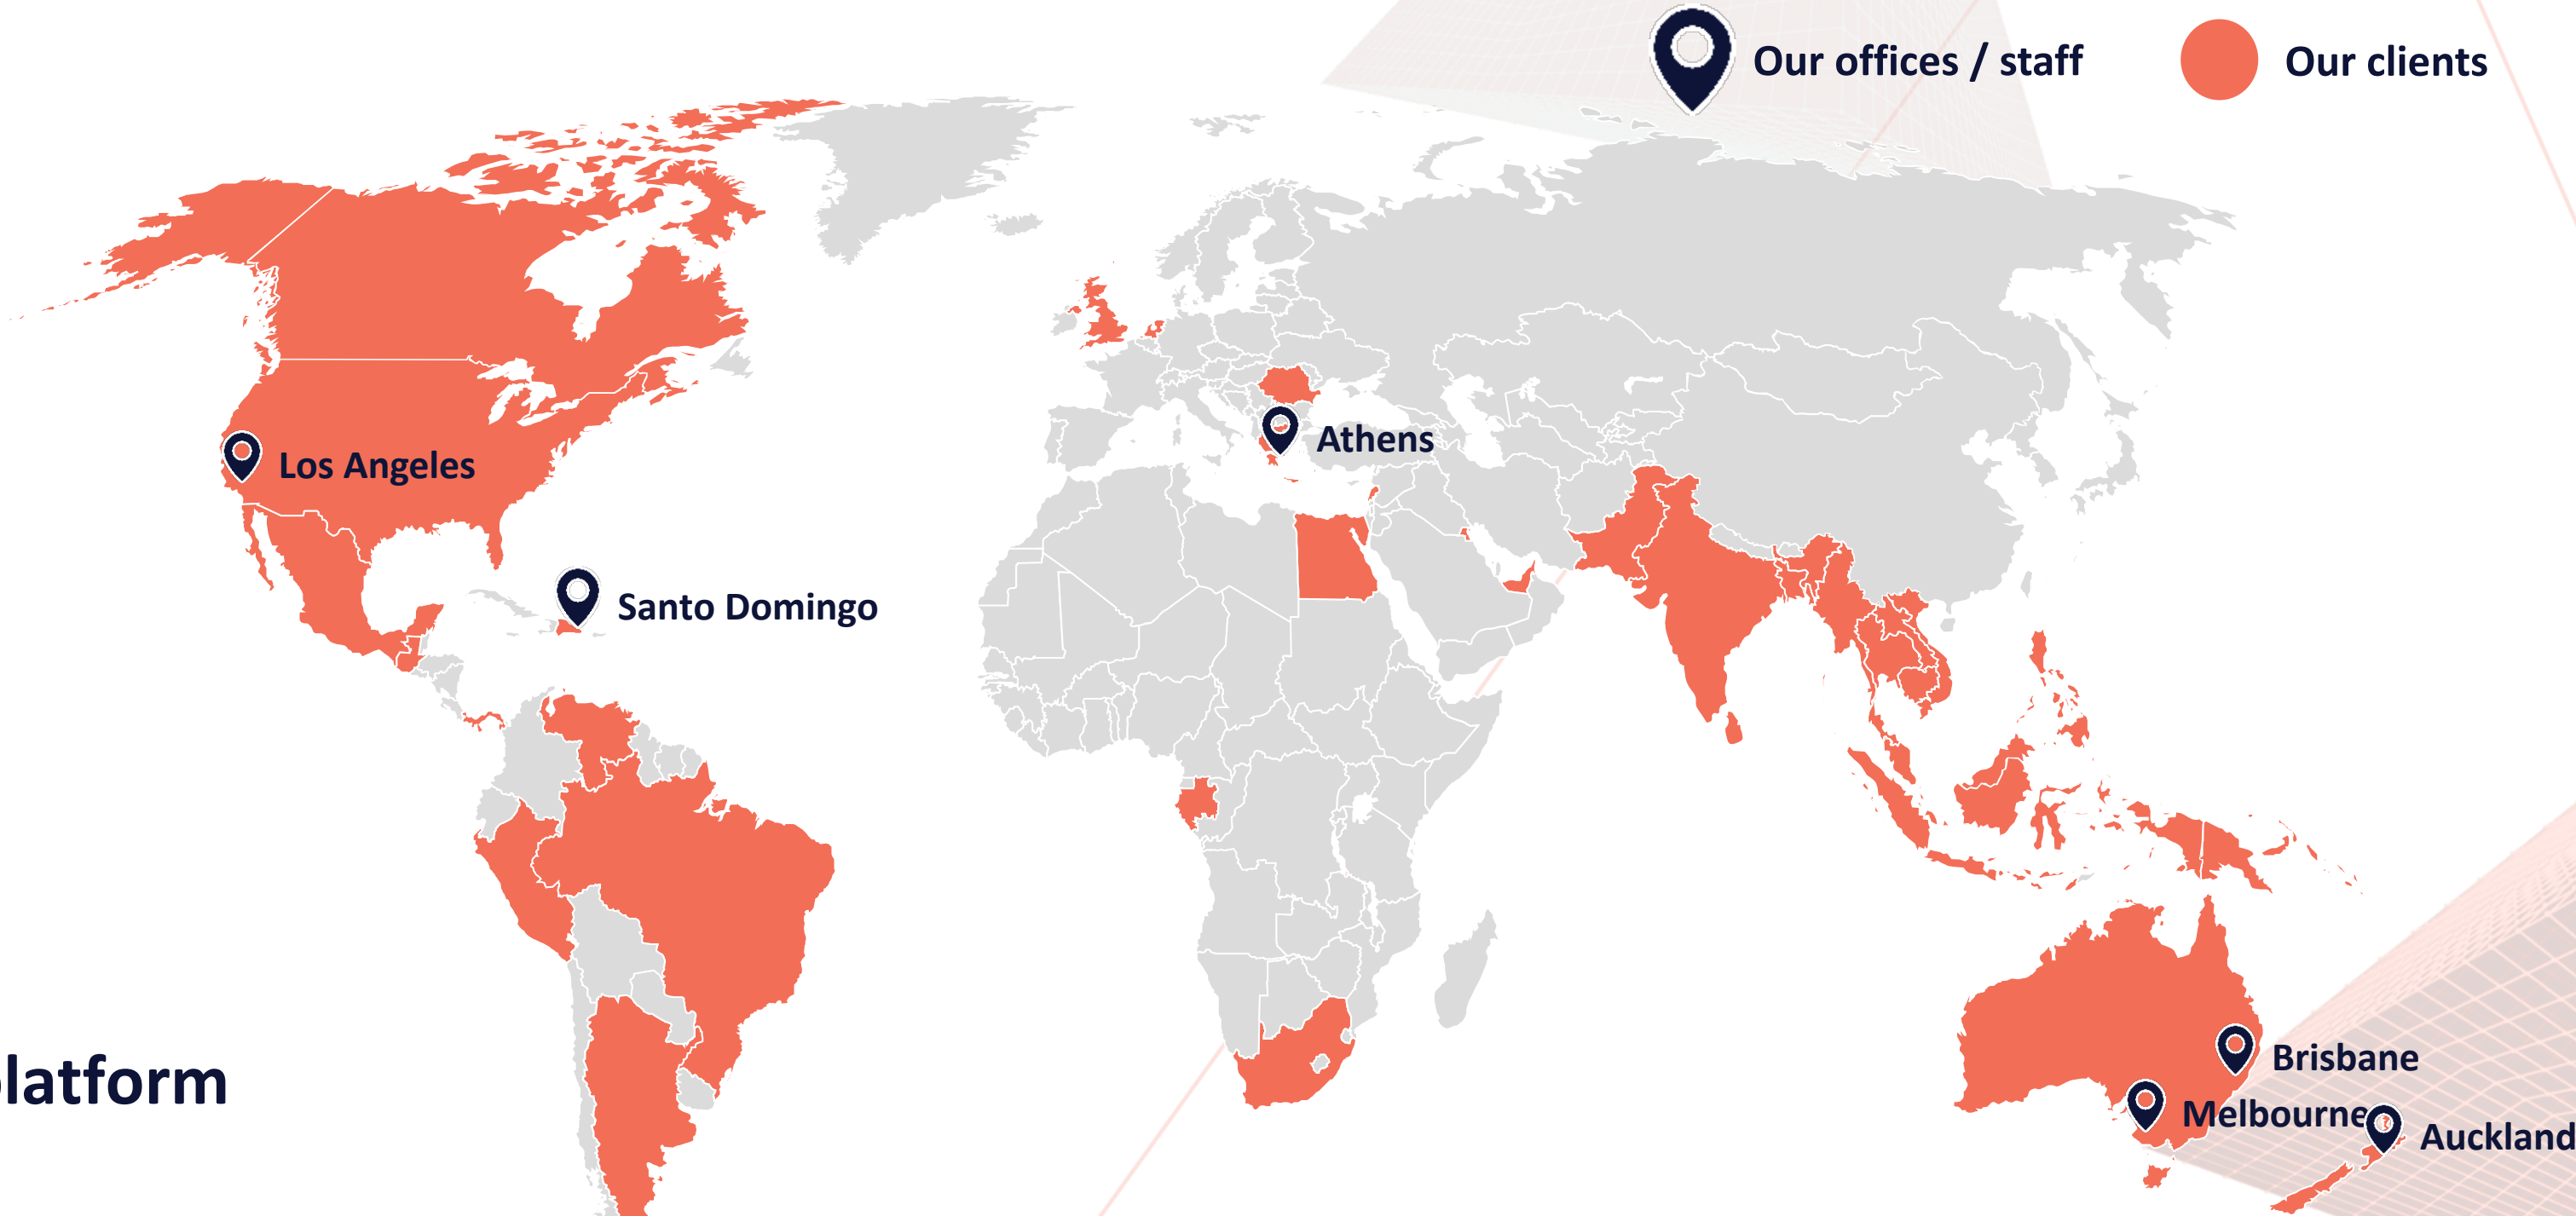 Our offices / staff
Our clients
Athens
Los Angeles
Santo Domingo
Brisbane
latform
Melbourne
Auckland